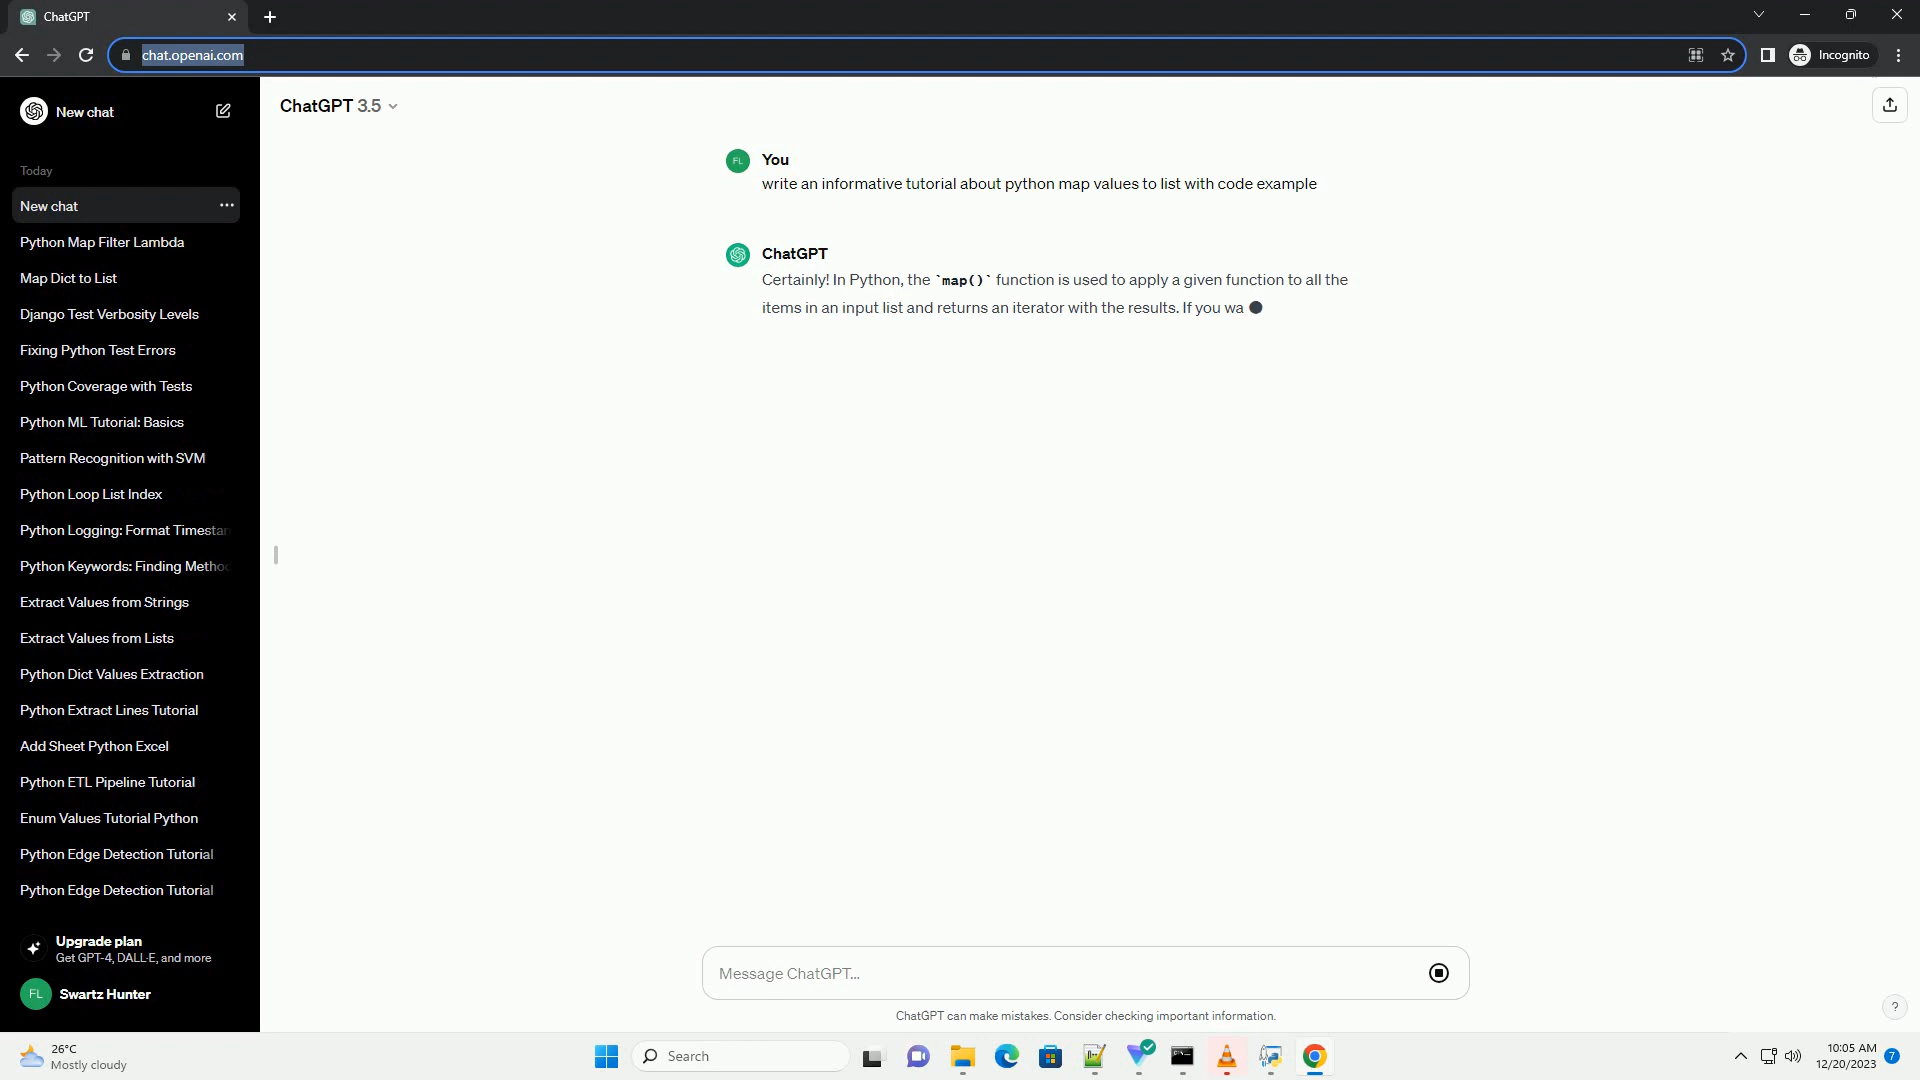 ChatGPT
chat.openai.com
Incognito
New chat
ChatGPT 3.5
Today
New chat
Python Map Filter Lambda
Map Dict to List
Django Test Verbosity Levels
Fixing Python Test Errors
Python Coverage with Tests
Python ML Tutorial: Basics
Pattern Recognition with SVM
Python Loop List Index
Python Logging: Format Timestan
Python Keywords: Finding Metho
Extract Values from Strings
Extract Values from Lists
Python Dict Values Extraction
Python Extract Lines Tutorial
Add Sheet Python Excel
Python ETL Pipeline Tutorial
Enum Values Tutorial Python
Python Edge Detection Tutorial
Python Edge Detection Tutorial
Upgrade plan
Get GPT-4, DALL·E, and more
FL Swartz Hunter
FL You
write an informative tutorial about python map values to list with code example
ChatGPT
Certainly! In Python, the `map()` function is used to apply a given function to all the
items in an input list and returns an iterator with the results. If you wa
Message ChatGPT...
ChatGPT can make mistakes. Consider checking important information.
?
26°C
Mostly cloudy
Search
10:05 AM
12/20/2023
7